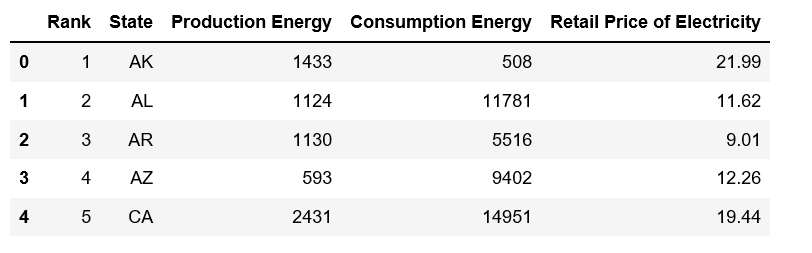 Rank State Production Energy Consumption Energy Retail Price of Electricity
0 1 AK 1433 508 21.99
1 2 AL 1124 11781 11.62
2 3 AR 1130 5516 9.01
3 4 AZ 593 9402 12.26
4 5 CA 2431 14951 19.44